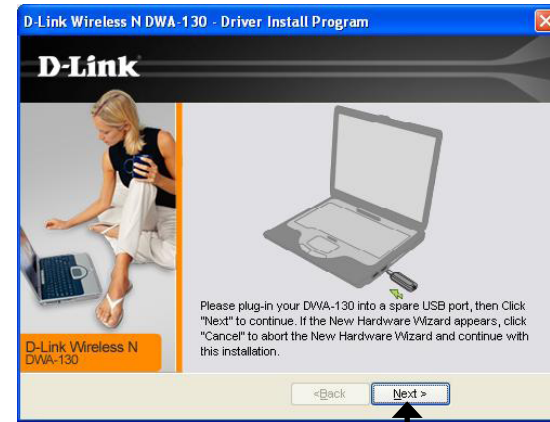 D-Link Wireless N DWA-130 - Driver Install Program
D-Link
Please plug-in your DWA-130 into a spare USB port, then Click
"Next" to continue. If the New Hardware Wizard appears, click
"Cancel" to abort the New Hardware Wizard and continue with
this installation.
D-Link Wireless N
DWA-130
<Back
Next >